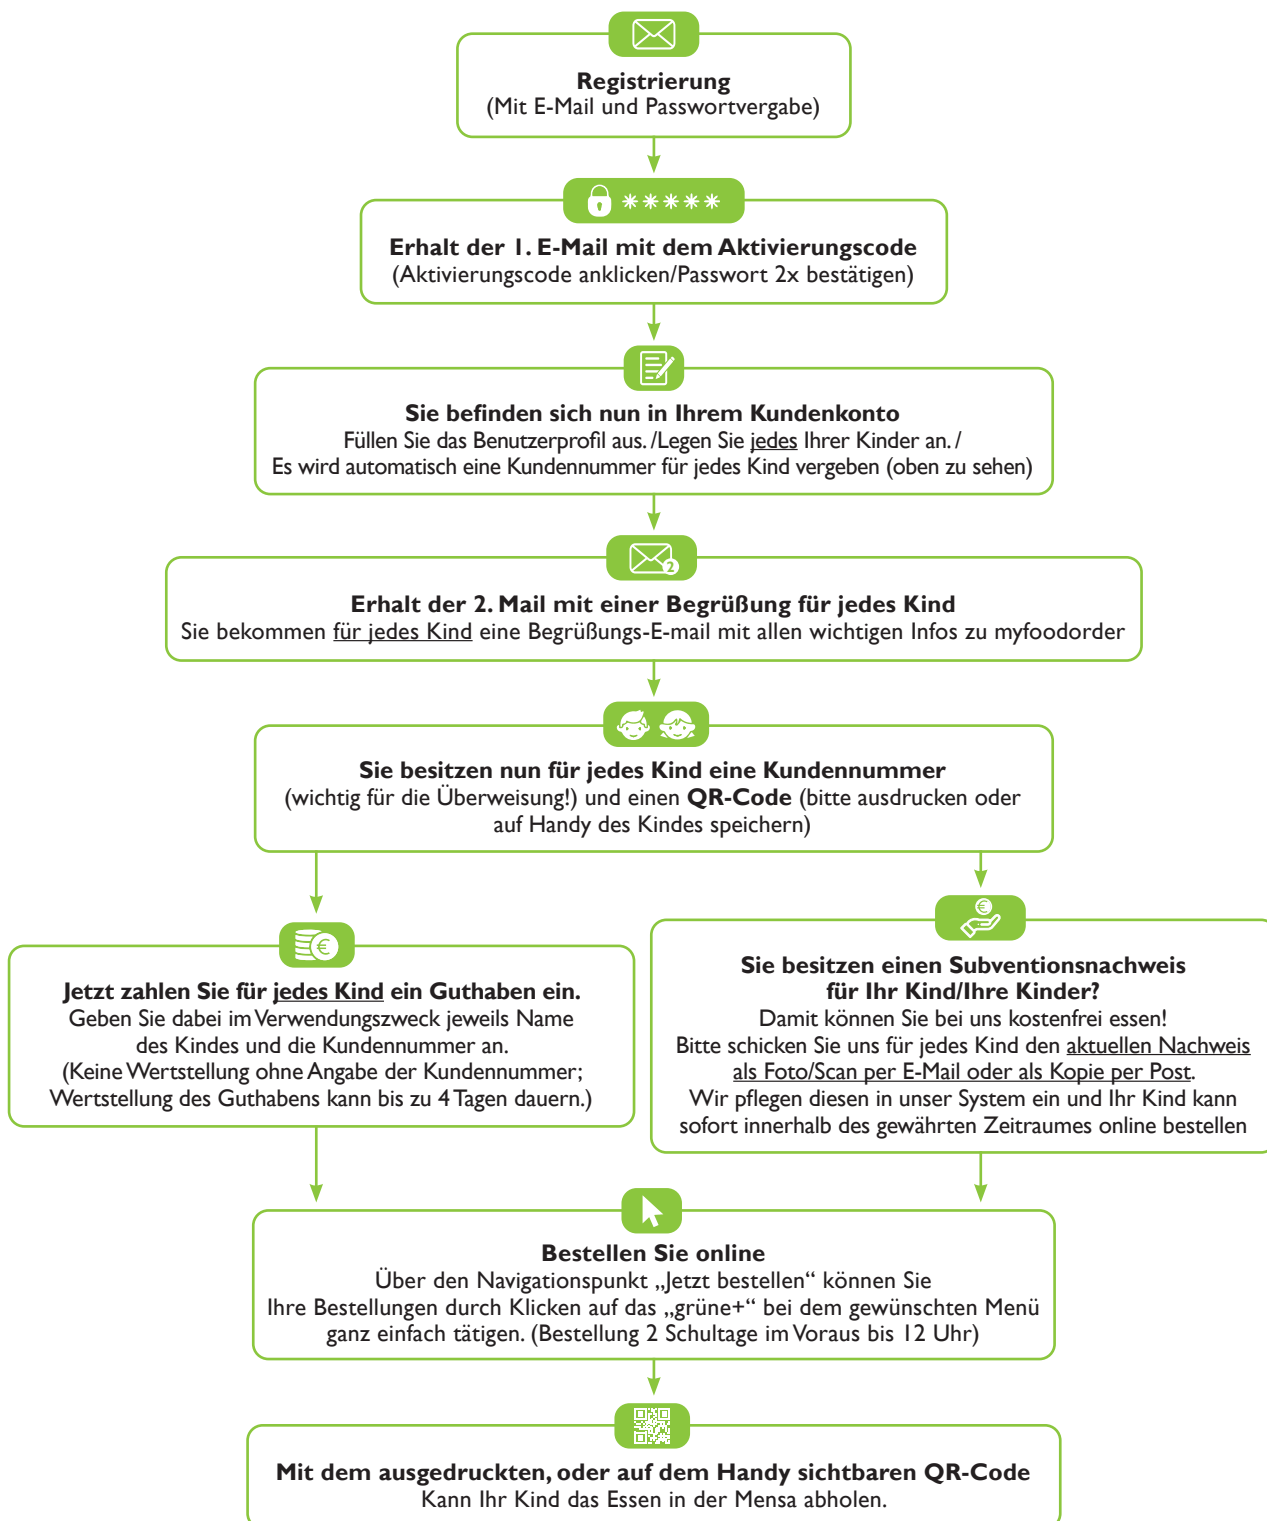 Registrierung
(Mit E-Mail und Passwortvergabe)
*****
Erhalt der 1. E-Mail mit dem Aktivierungscode
(Aktivierungscode anklicken/Passwort 2x bestätigen)
Sie befinden sich nun in Ihrem Kundenkonto
Füllen Sie das Benutzerprofil aus. /Legen Sie jedes Ihrer Kinder an. /
Es wird automatisch eine Kundennummer für jedes Kind vergeben (oben zu sehen)
2
Erhalt der 2. Mail mit einer Begrüßung für jedes Kind
Sie bekommen für jedes Kind eine Begrüßungs-E-mail mit allen wichtigen Infos zu myfoodorder
Sie besitzen nun für jedes Kind eine Kundennummer
(wichtig für die Überweisung!) und einen QR-Code (bitte ausdrucken oder
auf Handy des Kindes speichern)
€
Jetzt zahlen Sie für jedes Kind ein Guthaben ein.
Geben Sie dabei im Verwendungszweck jeweils Name
des Kindes und die Kundennummer an.
(Keine Wertstellung ohne Angabe der Kundennummer;
Wertstellung des Guthabens kann bis zu 4 Tagen dauern.)
€
Sie besitzen einen Subventionsnachweis
für Ihr Kind/Ihre Kinder?
Damit können Sie bei uns kostenfrei essen!
Bitte schicken Sie uns für jedes Kind den aktuellen Nachweis
als Foto/Scan per E-Mail oder als Kopie per Post.
Wir pflegen diesen in unser System ein und Ihr Kind kann
sofort innerhalb des gewährten Zeitraumes online bestellen
Bestellen Sie online
Über den Navigationspunkt „Jetzt bestellen“ können Sie
Ihre Bestellungen durch Klicken auf das „grüne+“ bei dem gewünschten Menü
ganz einfach tätigen. (Bestellung 2 Schultage im Voraus bis 12 Uhr)
Mit dem ausgedruckten, oder auf dem Handy sichtbaren QR-Code
Kann Ihr Kind das Essen in der Mensa abholen.